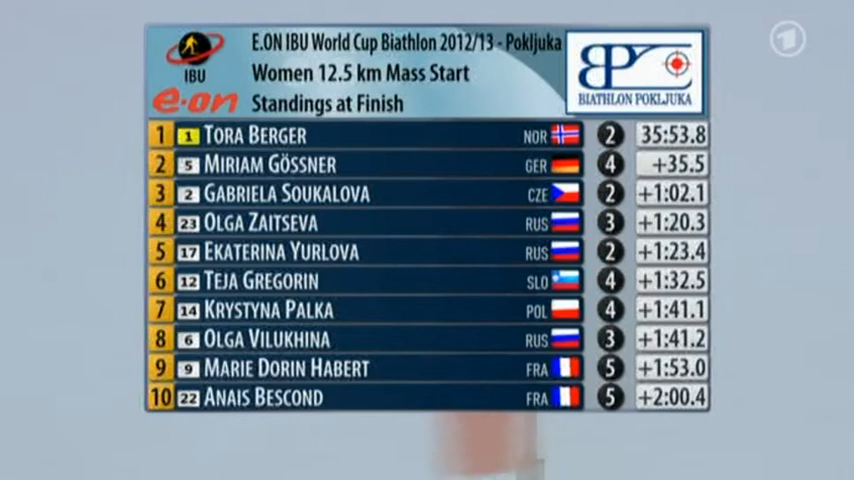 IBU
e·on
E.ON IBU World Cup Biathlon 2012/13 - Pokljuka
Women 12.5 km Mass Start
Standings at Finish
BP
BIATHLON POKLJUKA
1
1 1 TORA BERGER NOR 2 35:53.8
2 5 MIRIAM GÖSSNER GER 4 +35.5
3 2 GABRIELA SOUKALOVA CZE 2 +1:02.1
4 23 OLGA ZAITSEVA RUS 3 +1:20.3
5 17 EKATERINA YURLOVA RUS 2 +1:23.4
6 12 TEJA GREGORIN SLO 4 +1:32.5
7 14 KRYSTYNA PALKA POL 4 +1:41.1
8 6 OLGA VILUKHINA RUS 3 +1:41.2
9 9 MARIE DORIN HABERT FRA 5 +1:53.0
10 22 ANAIS BESCOND FRA 5 +2:00.4